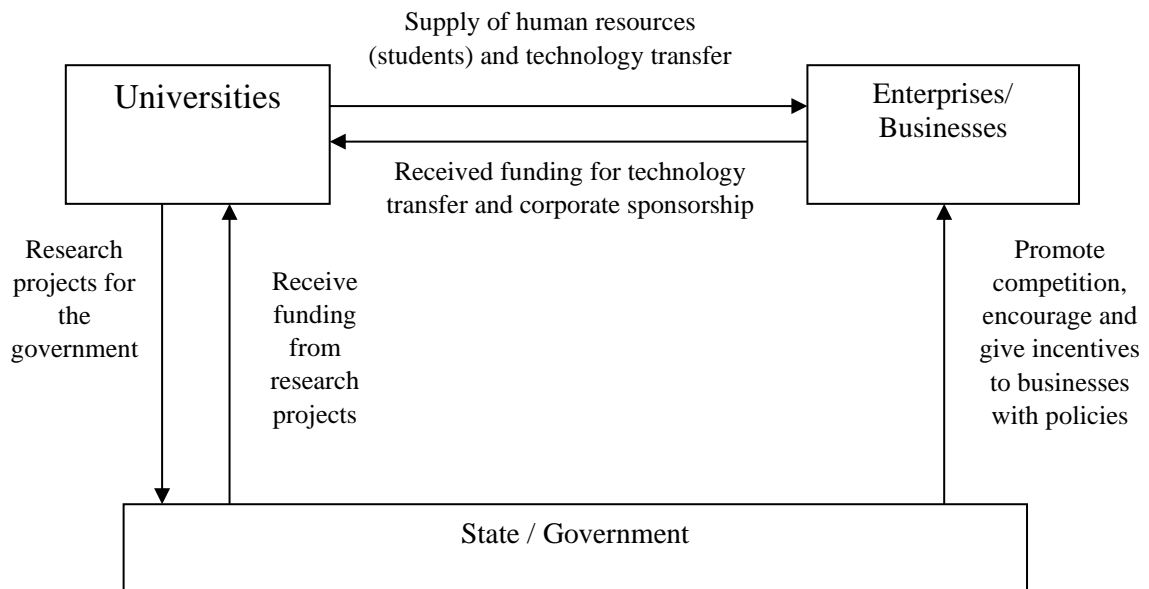 Supply of human resources
(students) and technology transfer
Universities
Enterprises/
Businesses
Received funding for technology
transfer and corporate sponsorship
Research
projects for
the
government
Receive
funding
from
research
projects
Promote
competition,
encourage and
give incentives
to businesses
with policies
State / Government